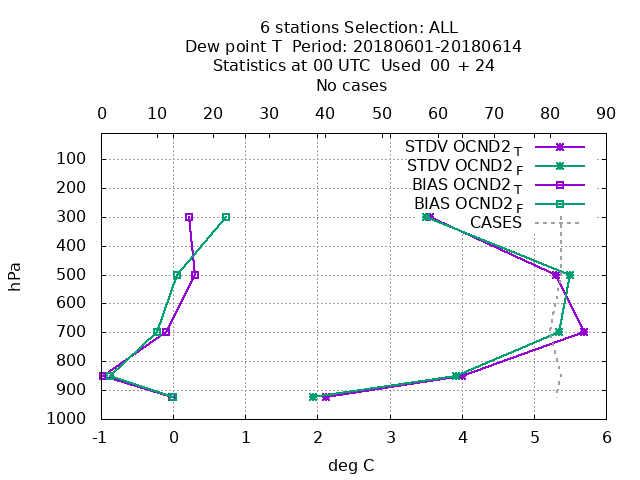 6 stations Selection: ALL
Dew point T  Period: 20180601-20180614
Statistics at 00 UTC  Used  00 + 24
No cases
0 10 20 30 40 50 60 70 80 90
STDV OCND2 T
STDV OCND2 F
BIAS OCND2 T
BIAS OCND2 F
CASES
hPa
100
200
300
400
500
600
700
800
900
1000
-1 0 1 2 3 4 5 6
deg C